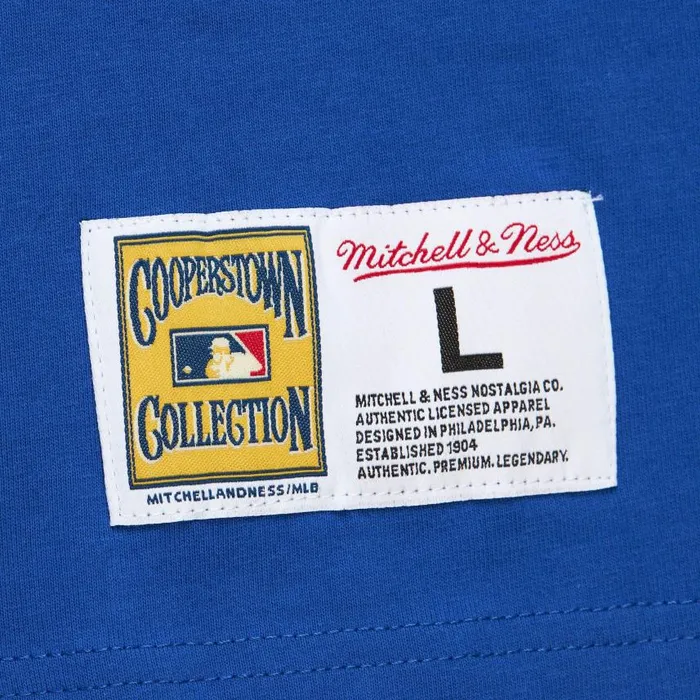 COOPERSTOWN
COLLECTION
MITCHELLANDNESS/MLB
Mitchell & Ness
L
MITCHELL & NESS NOSTALGIA CO.
AUTHENTIC LICENSED APPAREL
DESIGNED IN PHILADELPHIA, PA.
ESTABLISHED 1904
AUTHENTIC. PREMIUM. LEGENDARY.